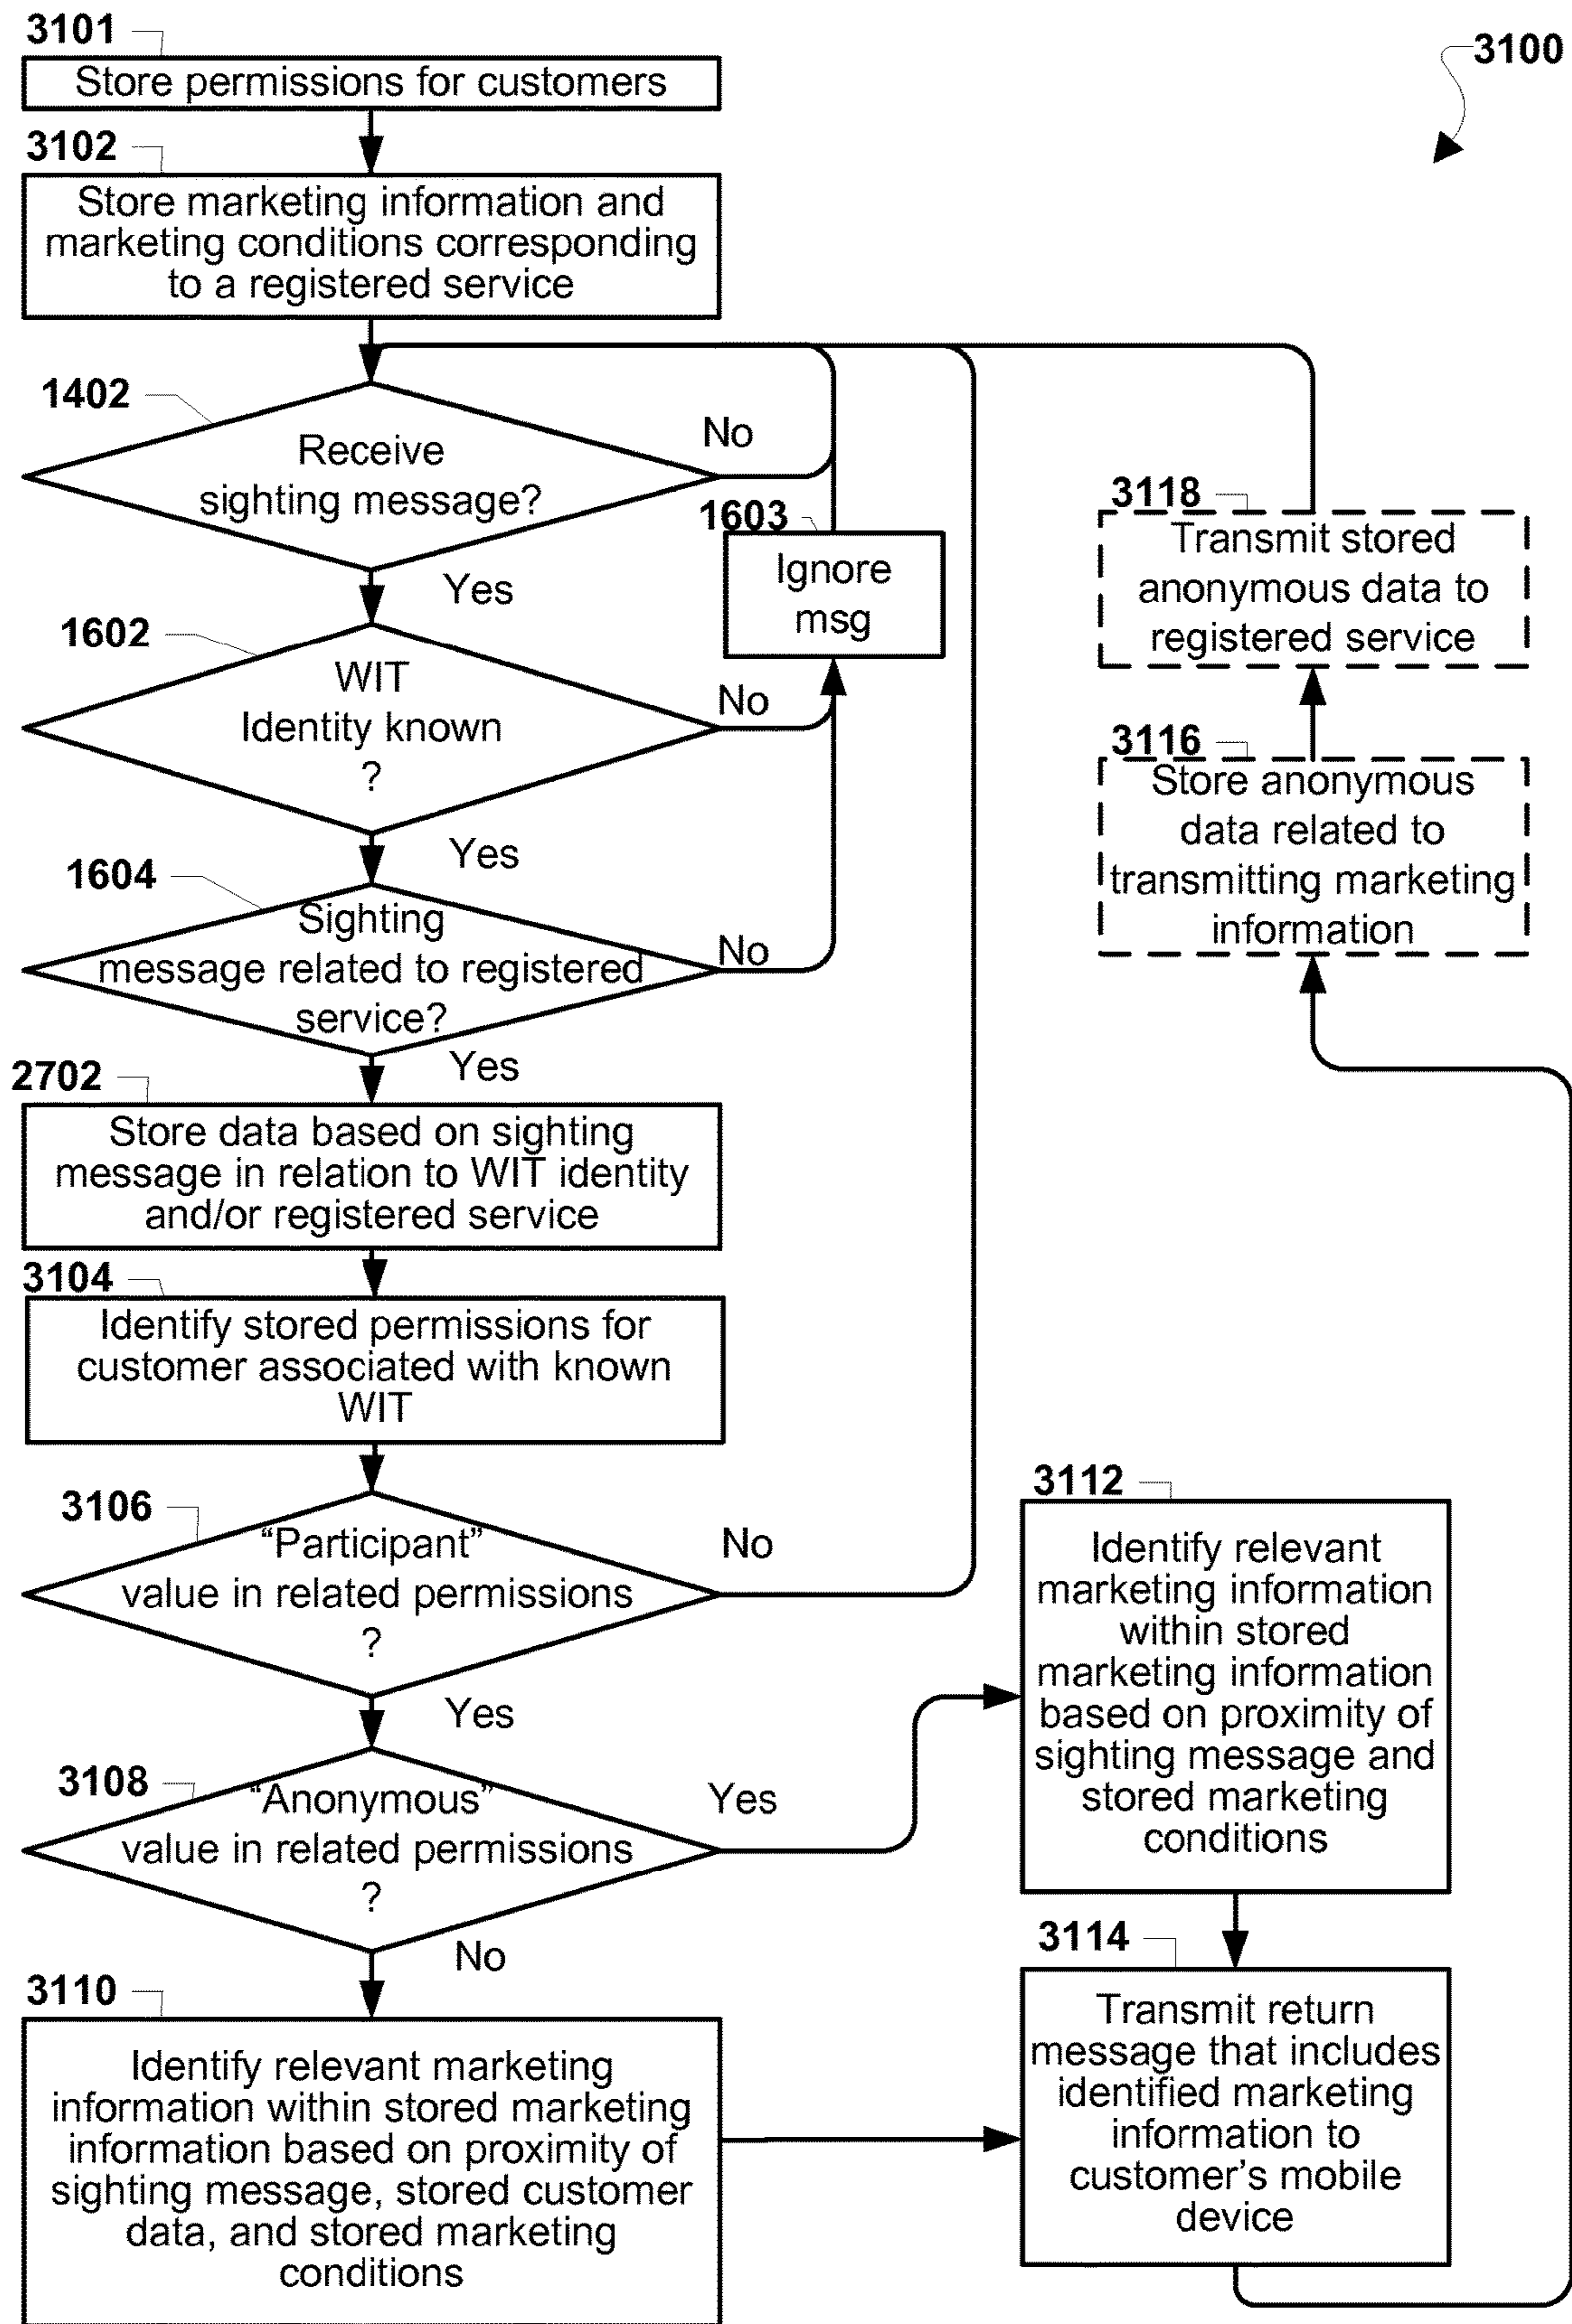 3101
3100
Store permissions for customers
3102
Store marketing information and
marketing conditions corresponding
to a registered service
1402
Receive
sighting message?
No
Yes
1603
Ignore
msg
1602
WIT
Identity known
?
No
Yes
1604
Sighting
message related to registered
service?
No
Yes
2702
Store data based on sighting
message in relation to WIT identity
and/or registered service
3104
Identify stored permissions for
customer associated with known
WIT
3106
“Participant”
value in related permissions
?
No
Yes
3108
“Anonymous”
value in related permissions
?
Yes
No
3110
Identify relevant marketing
information within stored marketing
information based on proximity of
sighting message, stored customer
data, and stored marketing
conditions
3112
Identify relevant
marketing information
within stored
marketing information
based on proximity of
sighting message and
stored marketing
conditions
3114
Transmit return
message that includes
identified marketing
information to
customer's mobile
device
3116
Store anonymous
data related to
transmitting marketing
information
3118
Transmit stored
anonymous data to
registered service